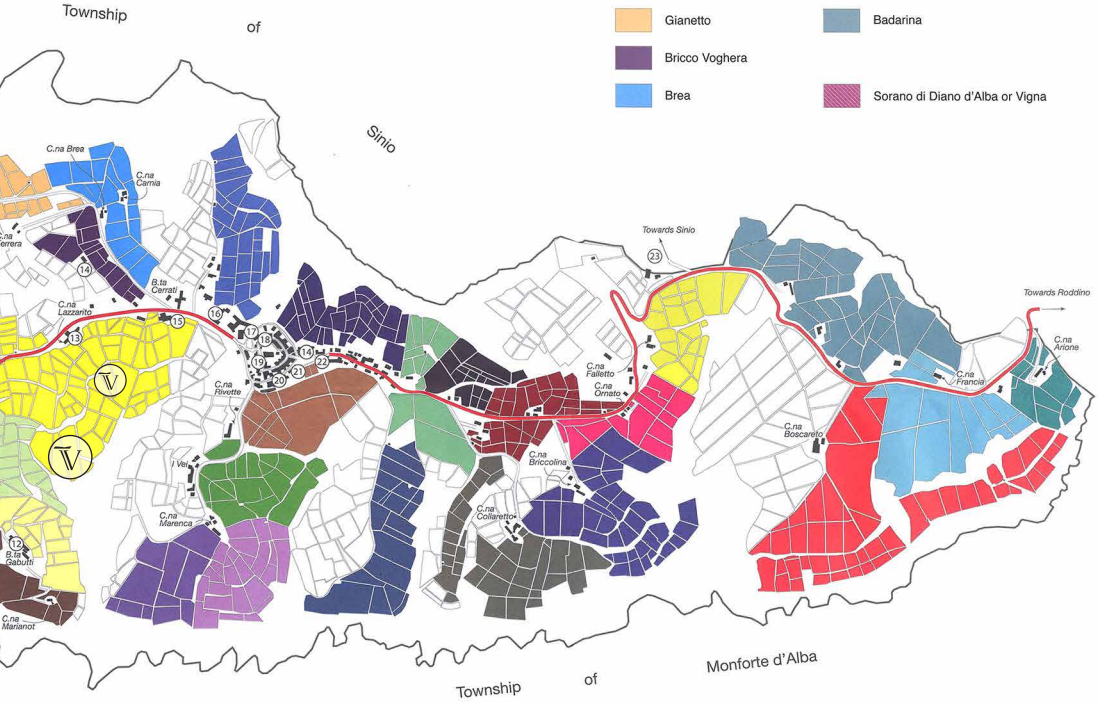 Township
of
Sinio
Gianetto
Bricco Voghera
Brea
Badarina
Sorano di Diano d'Alba or Vigna
C.na Brea
C.na
Carnia
C.na
14
B.ta
Cerrati
C.na
Lazzarito
13
15
16
17
18
19
20
21
14
22
C.na
Rivette
I Vei
C.na
Marenca
12
B.ta
Gabutti
C.na
Marianot
V
V
Towards Sinio
23
C.na
Falletto
C.na
Ornato
C.na
Briccolina
C.na
Collaretto
C.na
Boscareto
C.na
Francia
Towards Roddino
C.na
Arione
Township
of
Monforte d'Alba